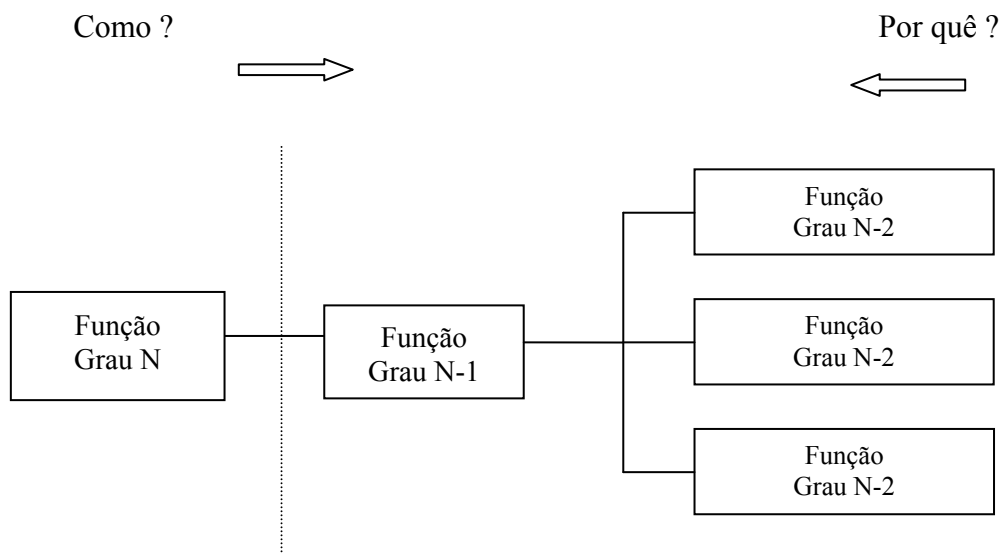 Como ?
Por quê ?
Função
Grau N
Função
Grau N-1
Função
Grau N-2
Função
Grau N-2
Função
Grau N-2